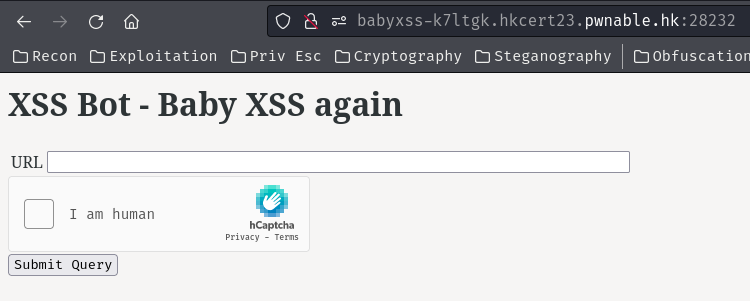 babyxss-k7ltgk.hkcert23.pwnable.hk:28232
Recon Exploitation Priv Esc Cryptography Steganography Obfuscation
XSS Bot - Baby XSS again
URL
I am human
hCaptcha
Privacy - Terms
Submit Query